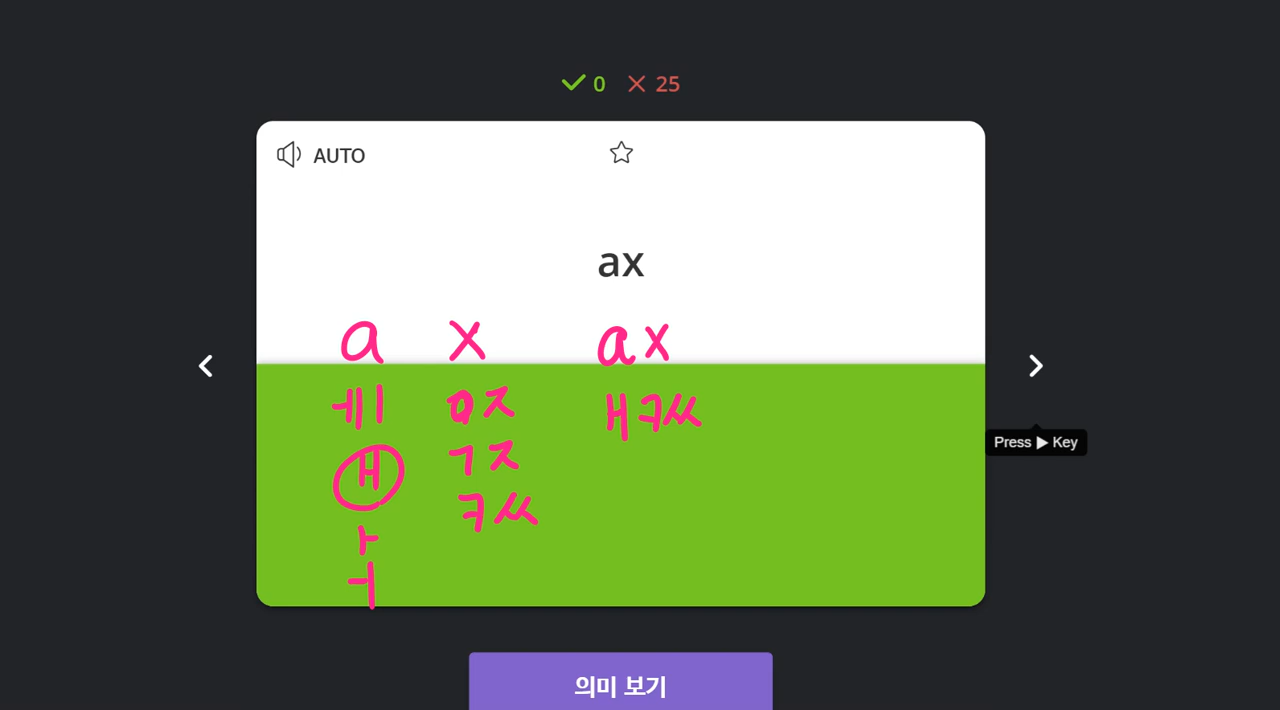 0 25
AUTO
ax
a x ax
ㅔㅣ ㅇㅈ ㅐㅋㅆ
ㅐ ㄱㅈ
ㅏ ㅋㅆ
ㅓ
Press ▶ Key
의미 보기